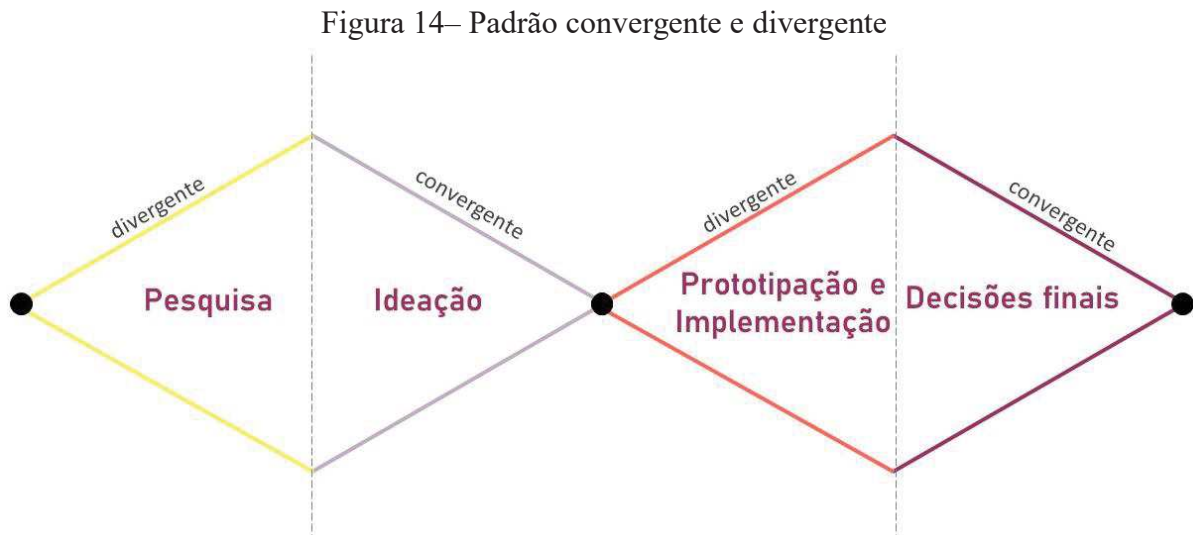 Figura 14– Padrão convergente e divergente
divergente
convergente
divergente
convergente
Pesquisa
Ideação
Prototipação e
Implementação
Decisões finais